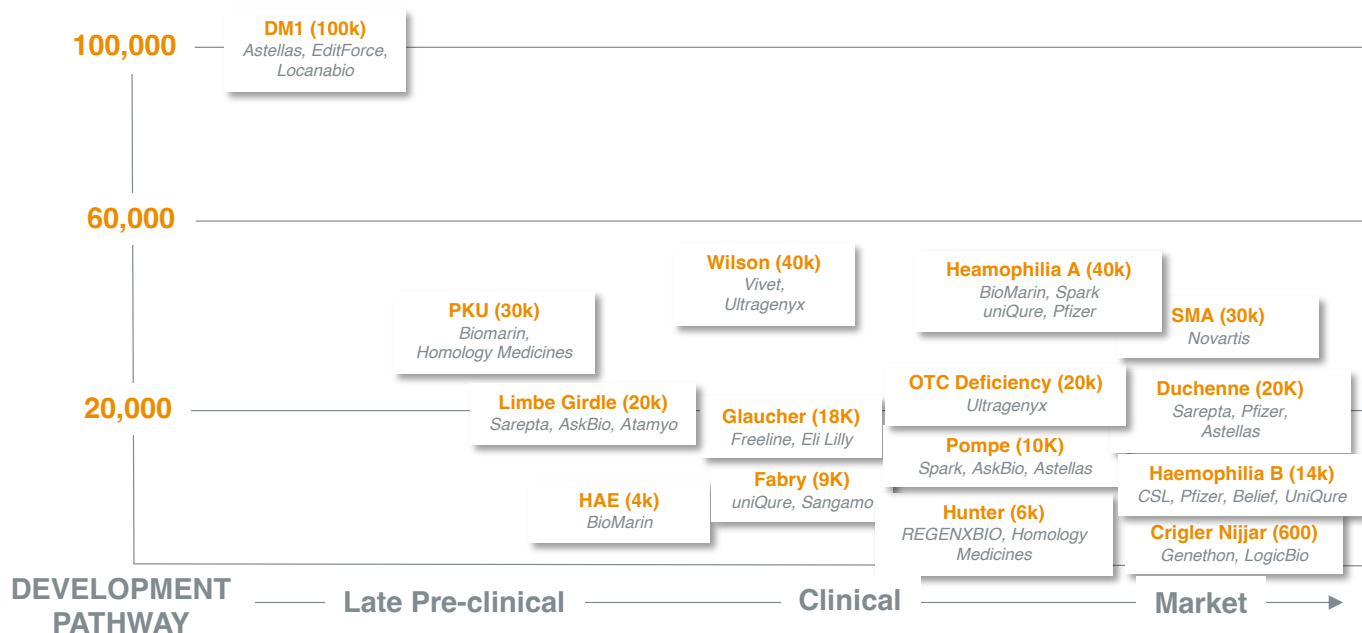 100,000
DM1 (100k)
Astellas, EditForce,
Locanabio
60,000
Wilson (40k)
Vivet,
Ultragenyx
Heamophilia A (40k)
BioMarin, Spark
uniQure, Pfizer
PKU (30k)
Biomarin,
Homology Medicines
SMA (30k)
Novartis
20,000
Limbe Girdle (20k)
Sarepta, AskBio, Atamyo
Glaucher (18K)
Freeline, Eli Lilly
OTC Deficiency (20k)
Ultragenyx
Duchenne (20K)
Sarepta, Pfizer,
Astellas
Pompe (10K)
Spark, AskBio, Astellas
HAE (4k)
BioMarin
Fabry (9K)
uniQure, Sangamo
Haemophilia B (14k)
CSL, Pfizer, Belief, UniQure
Hunter (6k)
REGENXBIO, Homology
Medicines
Crigler Nijjar (600)
Genethon, LogicBio
DEVELOPMENT
PATHWAY
Late Pre-clinical
Clinical
Market